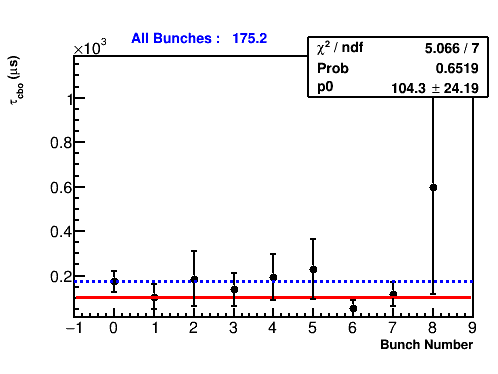 All Bunches : 175.2
×10³
χ² / ndf 5.066 / 7
Prob 0.6519
p0 104.3 ± 24.19
τcbo (μs)
1
0.8
0.6
0.4
0.2
−1 0 1 2 3 4 5 6 7 8 9
Bunch Number